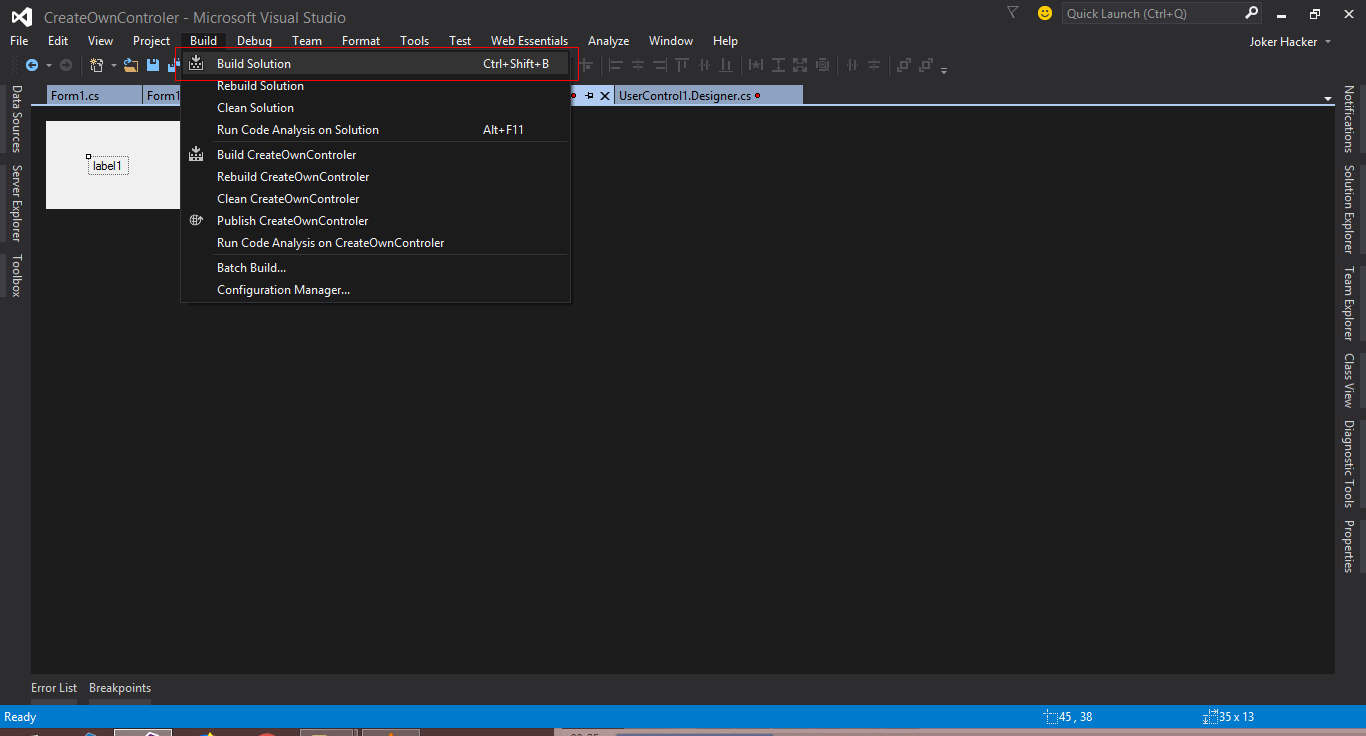 CreateOwnControler - Microsoft Visual Studio
Quick Launch (Ctrl+Q)
File Edit View Project Build Debug Team Format Tools Test Web Essentials Analyze Window Help
Joker Hacker
Build Solution Ctrl+Shift+B
Rebuild Solution
Clean Solution
Run Code Analysis on Solution Alt+F11
Build CreateOwnControler
Rebuild CreateOwnControler
Clean CreateOwnControler
Publish CreateOwnControler
Run Code Analysis on CreateOwnControler
Batch Build...
Configuration Manager...
Form1.cs Form1 UserControl1.Designer.cs
label1
Data Sources
Server Explorer
Toolbox
Notifications
Solution Explorer
Team Explorer
Class View
Diagnostic Tools
Properties
Error List Breakpoints
Ready 45 , 38 35 x 13